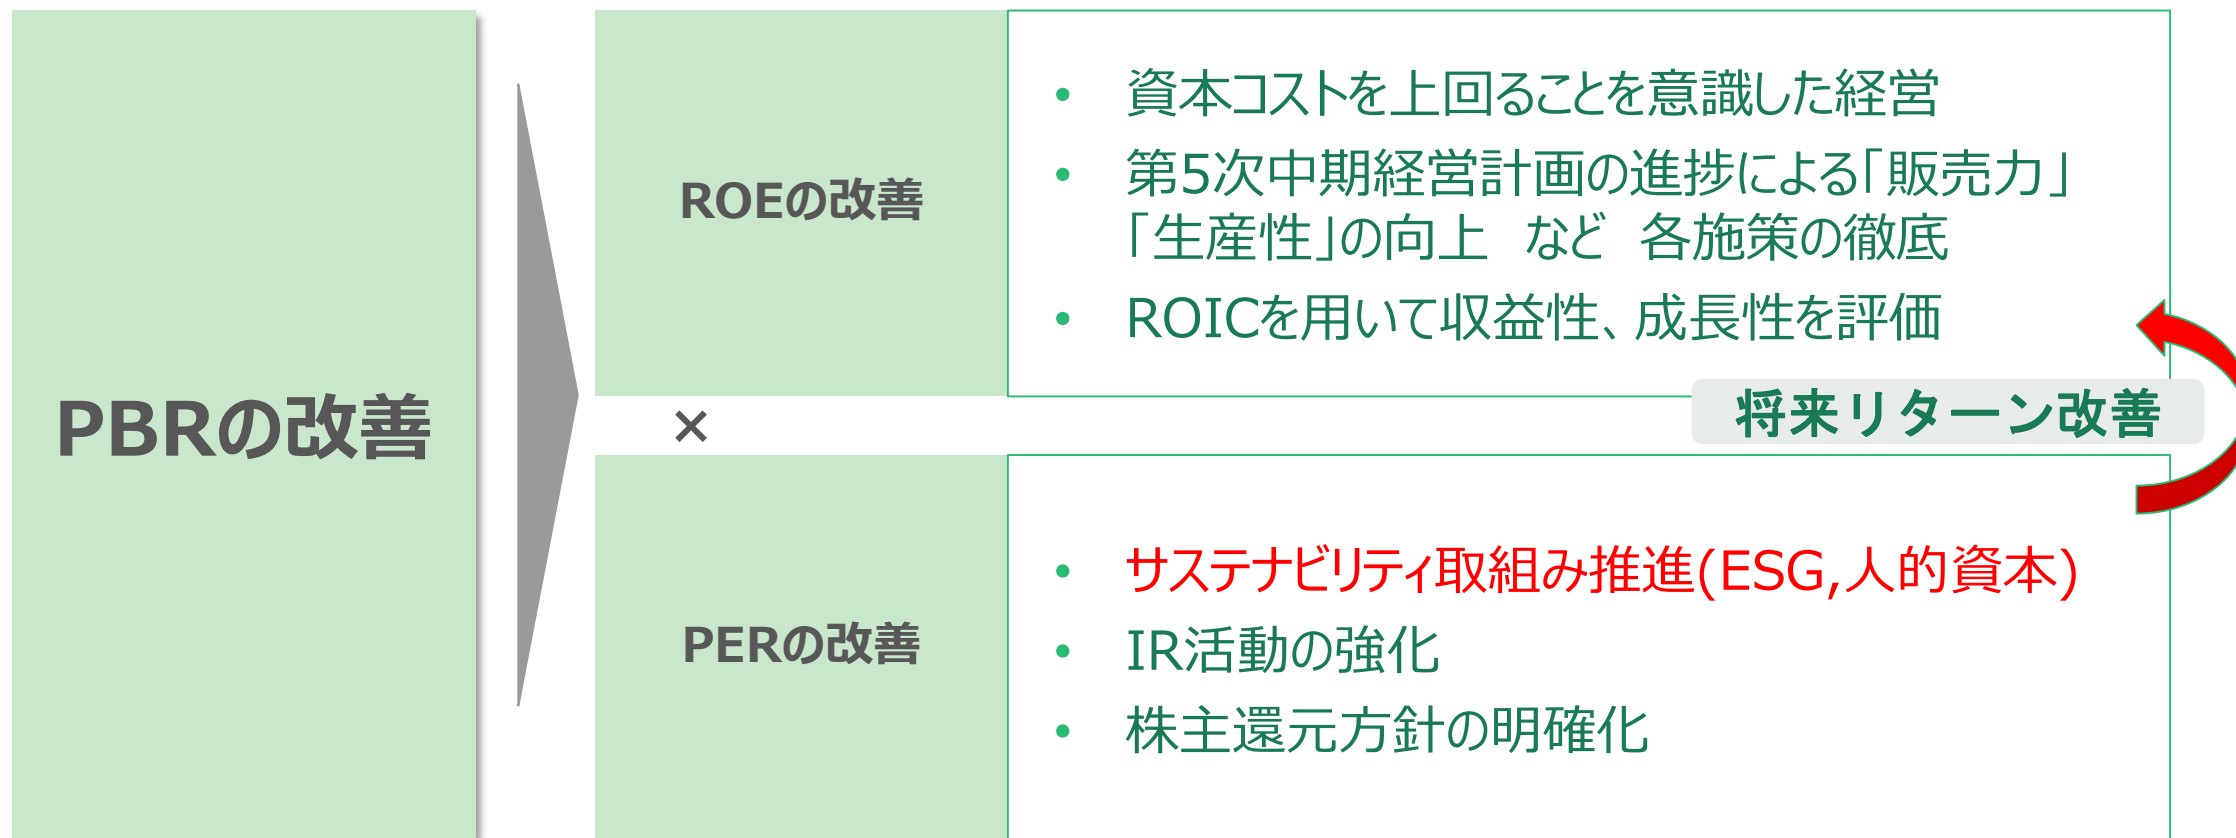 PBRの改善
ROEの改善
• 資本コストを上回ることを意識した経営
• 第5次中期経営計画の進捗による「販売力」
「生産性」の向上　など　各施策の徹底
• ROICを用いて収益性、成長性を評価
×
将来リターン改善
PERの改善
• サステナビリティ取組み推進(ESG,人的資本)
• IR活動の強化
• 株主還元方針の明確化